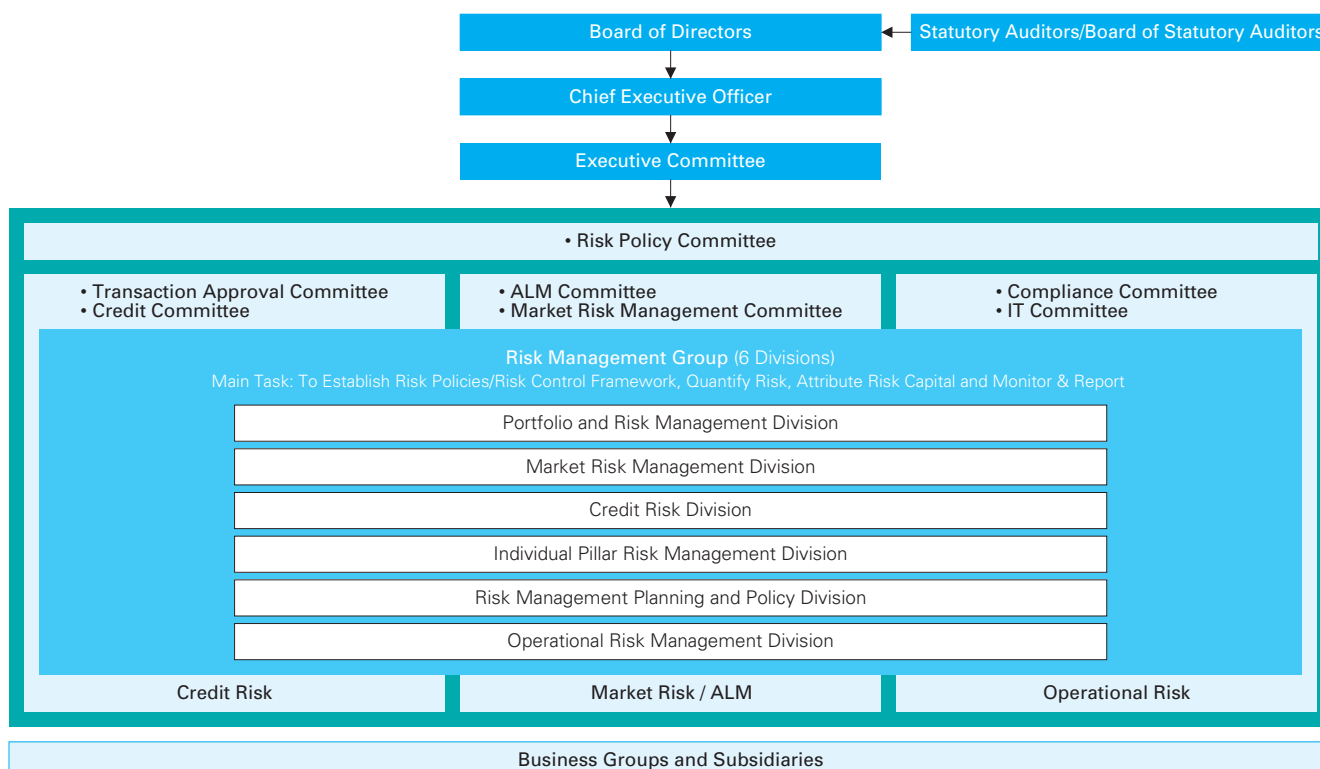 Board of Directors
Statutory Auditors/Board of Statutory Auditors
Chief Executive Officer
Executive Committee
• Risk Policy Committee
• Transaction Approval Committee
• Credit Committee
• ALM Committee
• Market Risk Management Committee
• Compliance Committee
• IT Committee
Risk Management Group (6 Divisions)
Main Task: To Establish Risk Policies/Risk Control Framework, Quantify Risk, Attribute Risk Capital and Monitor & Report
Portfolio and Risk Management Division
Market Risk Management Division
Credit Risk Division
Individual Pillar Risk Management Division
Risk Management Planning and Policy Division
Operational Risk Management Division
Credit Risk
Market Risk / ALM
Operational Risk
Business Groups and Subsidiaries